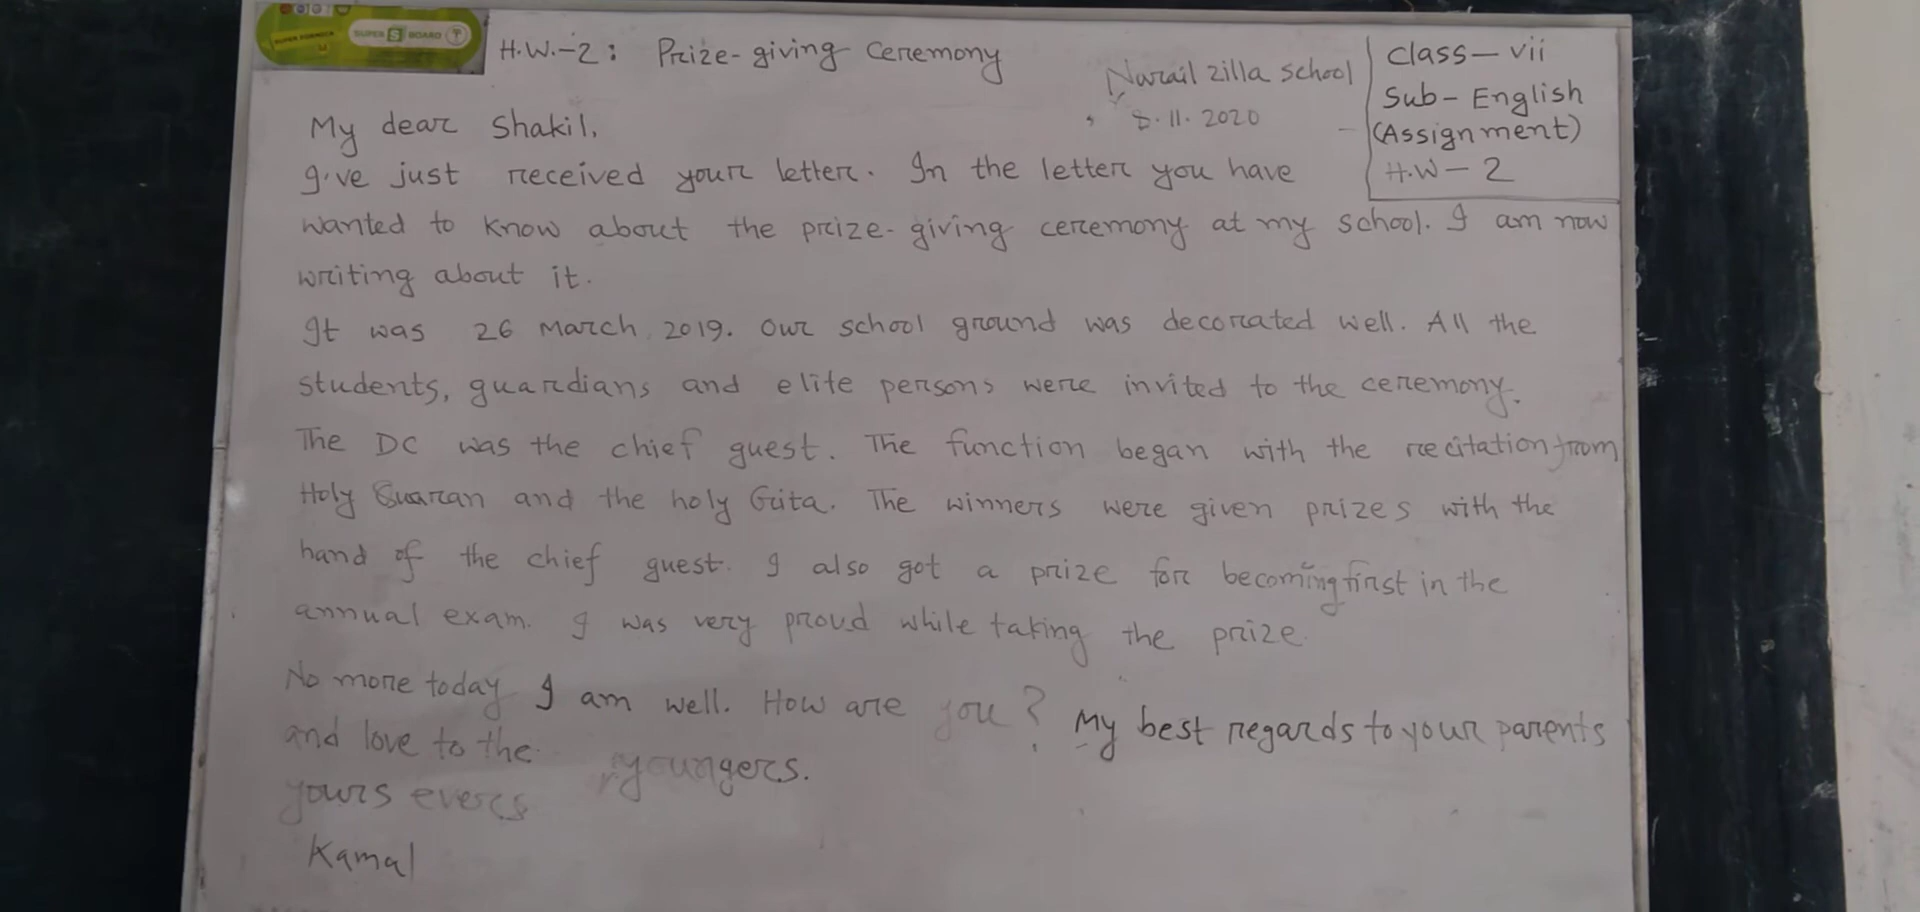 SUPER FORMICA
SUPER S BOARD
H.W.-2: Prize-giving Ceremony
Narail zilla school
8.11.2020
Class-vii
Sub-English
(Assignment)
H.W-2
My dear Shakil,
I've just received your letter. In the letter you have
wanted to know about the prize-giving ceremony at my school. I am now
writing about it.
It was 26 March, 2019. Our school ground was decorated well. All the
students, guardians and elite persons were invited to the ceremony.
The DC was the chief guest. The function began with the recitation from
Holy Quaran and the holy Gita. The winners were given prizes with the
hand of the chief guest. I also got a prize for becoming first in the
annual exam. I was very proud while taking the prize.
No more today I am well. How are you? My best regards to your parents
and love to the youngers.
yours evers
Kamal